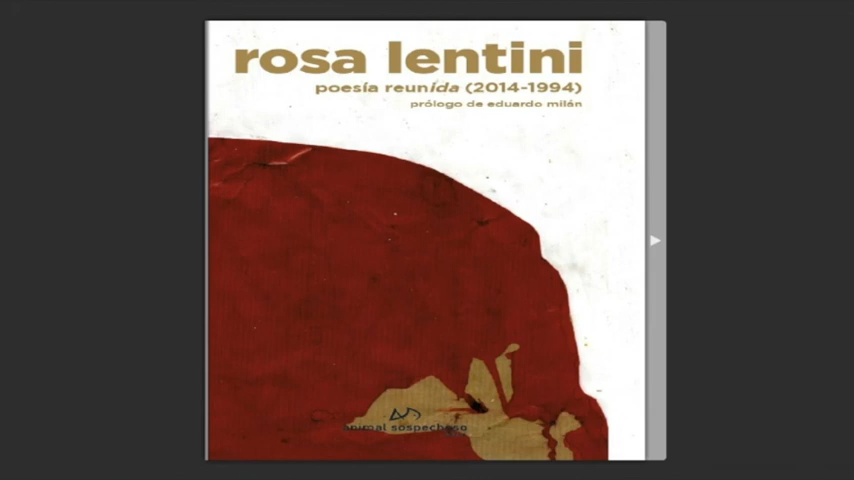 rosa lentini
poesía reunida (2014-1994)
prólogo de eduardo milán
animal sospechoso